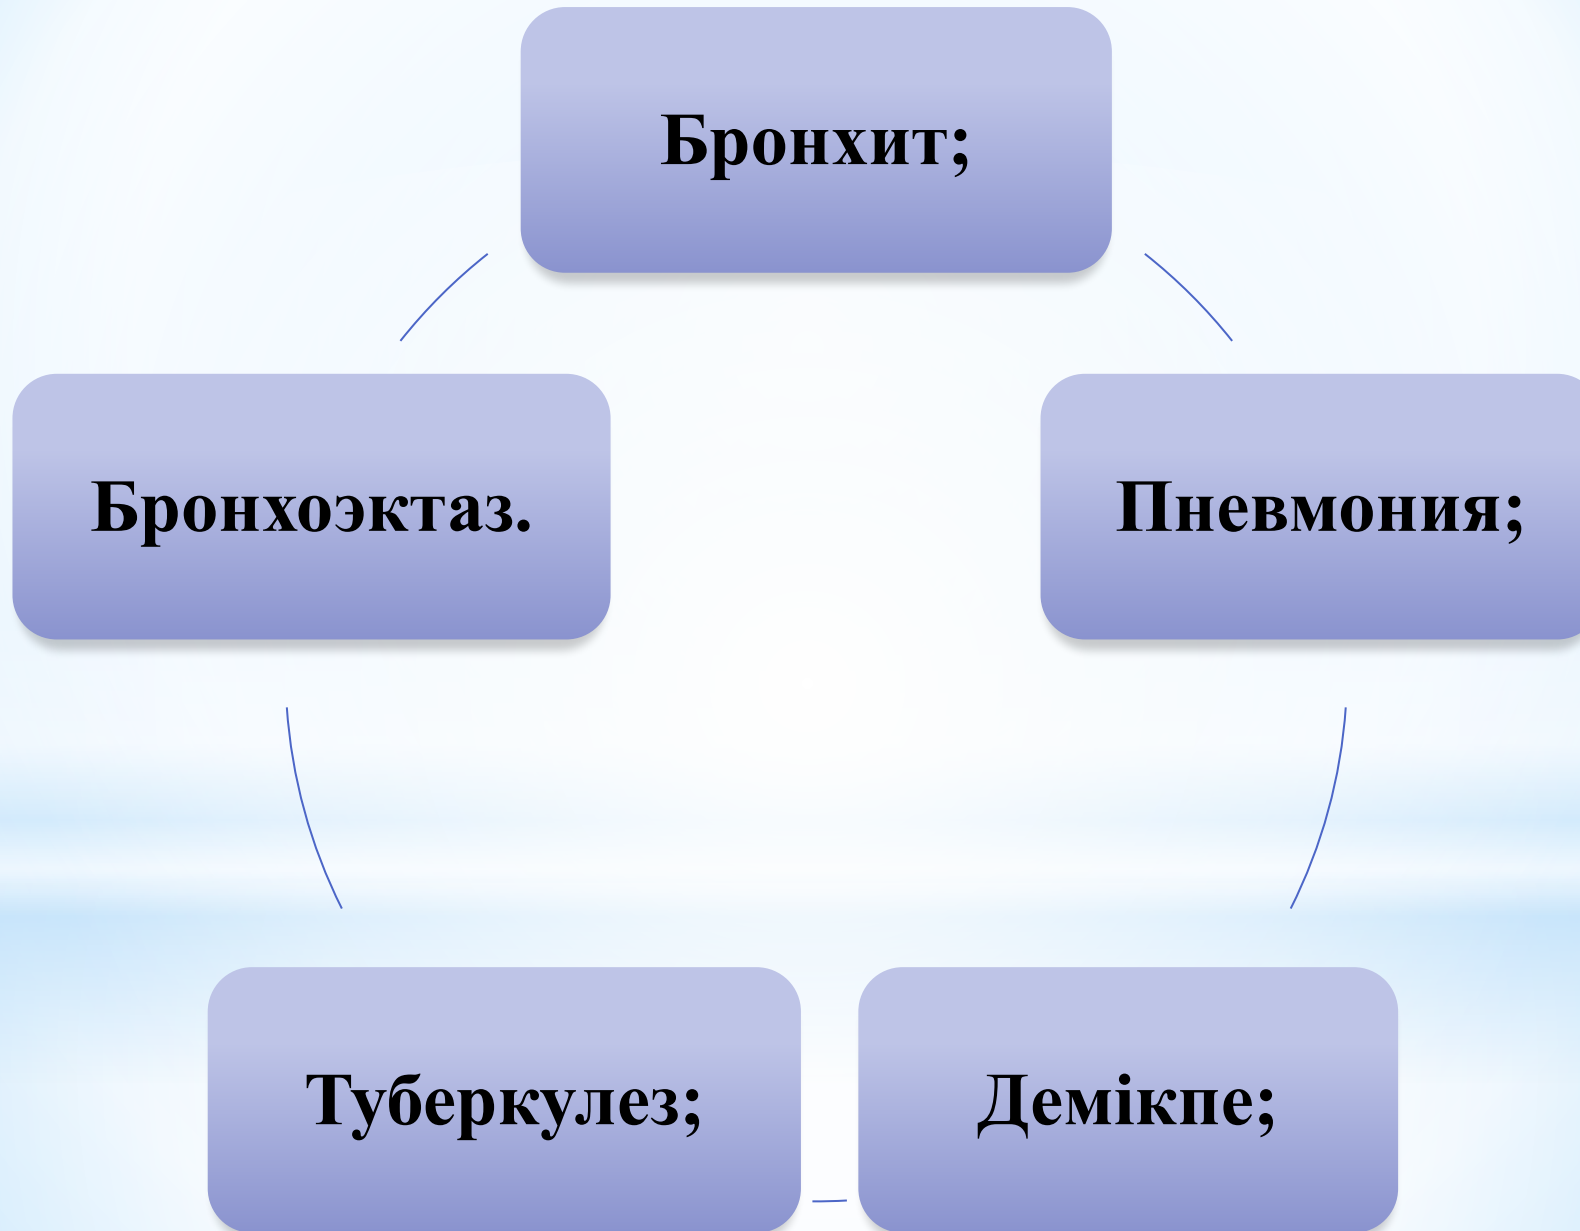 Бронхит;
Пневмония;
Демікпе;
Туберкулез;
Бронхоэктаз.